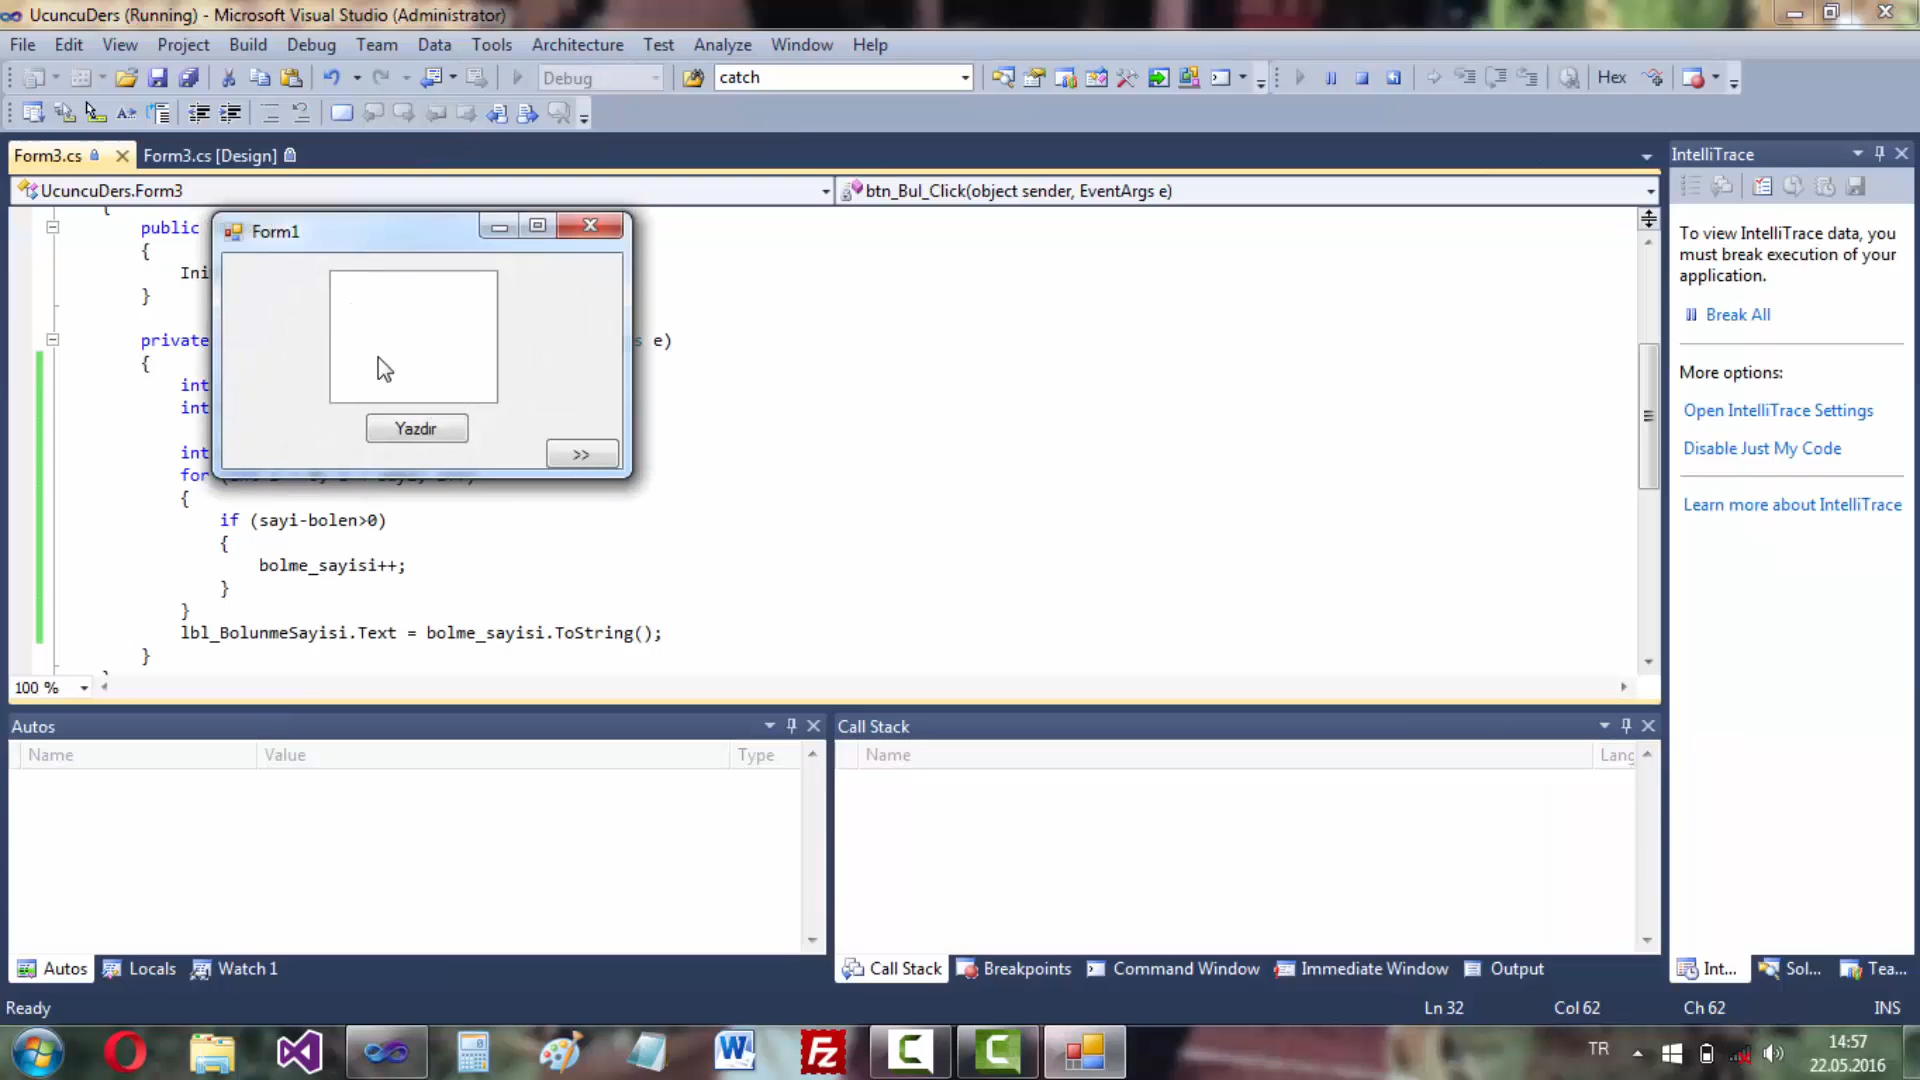 UcuncuDers (Running) - Microsoft Visual Studio (Administrator)
File Edit View Project Build Debug Team Data Tools Architecture Test Analyze Window Help
Debug catch Hex
Form3.cs Form3.cs [Design]
UcuncuDers.Form3 btn_Bul_Click(object sender, EventArgs e)
{
public
{
Ini
}
private s e)
{
int
int
int
for
{
if (sayi-bolen>0)
{
bolme_sayisi++;
}
}
lbl_BolunmeSayisi.Text = bolme_sayisi.ToString();
}
100 %
Form1
Yazdır
>>
IntelliTrace
To view IntelliTrace data, you
must break execution of your
application.
Break All
More options:
Open IntelliTrace Settings
Disable Just My Code
Learn more about IntelliTrace
Autos
Name Value Type
Autos Locals Watch 1
Call Stack
Name Lang
Call Stack Breakpoints Command Window Immediate Window Output
Int... Sol... Tea...
Ready Ln 32 Col 62 Ch 62 INS
TR
14:57
22.05.2016